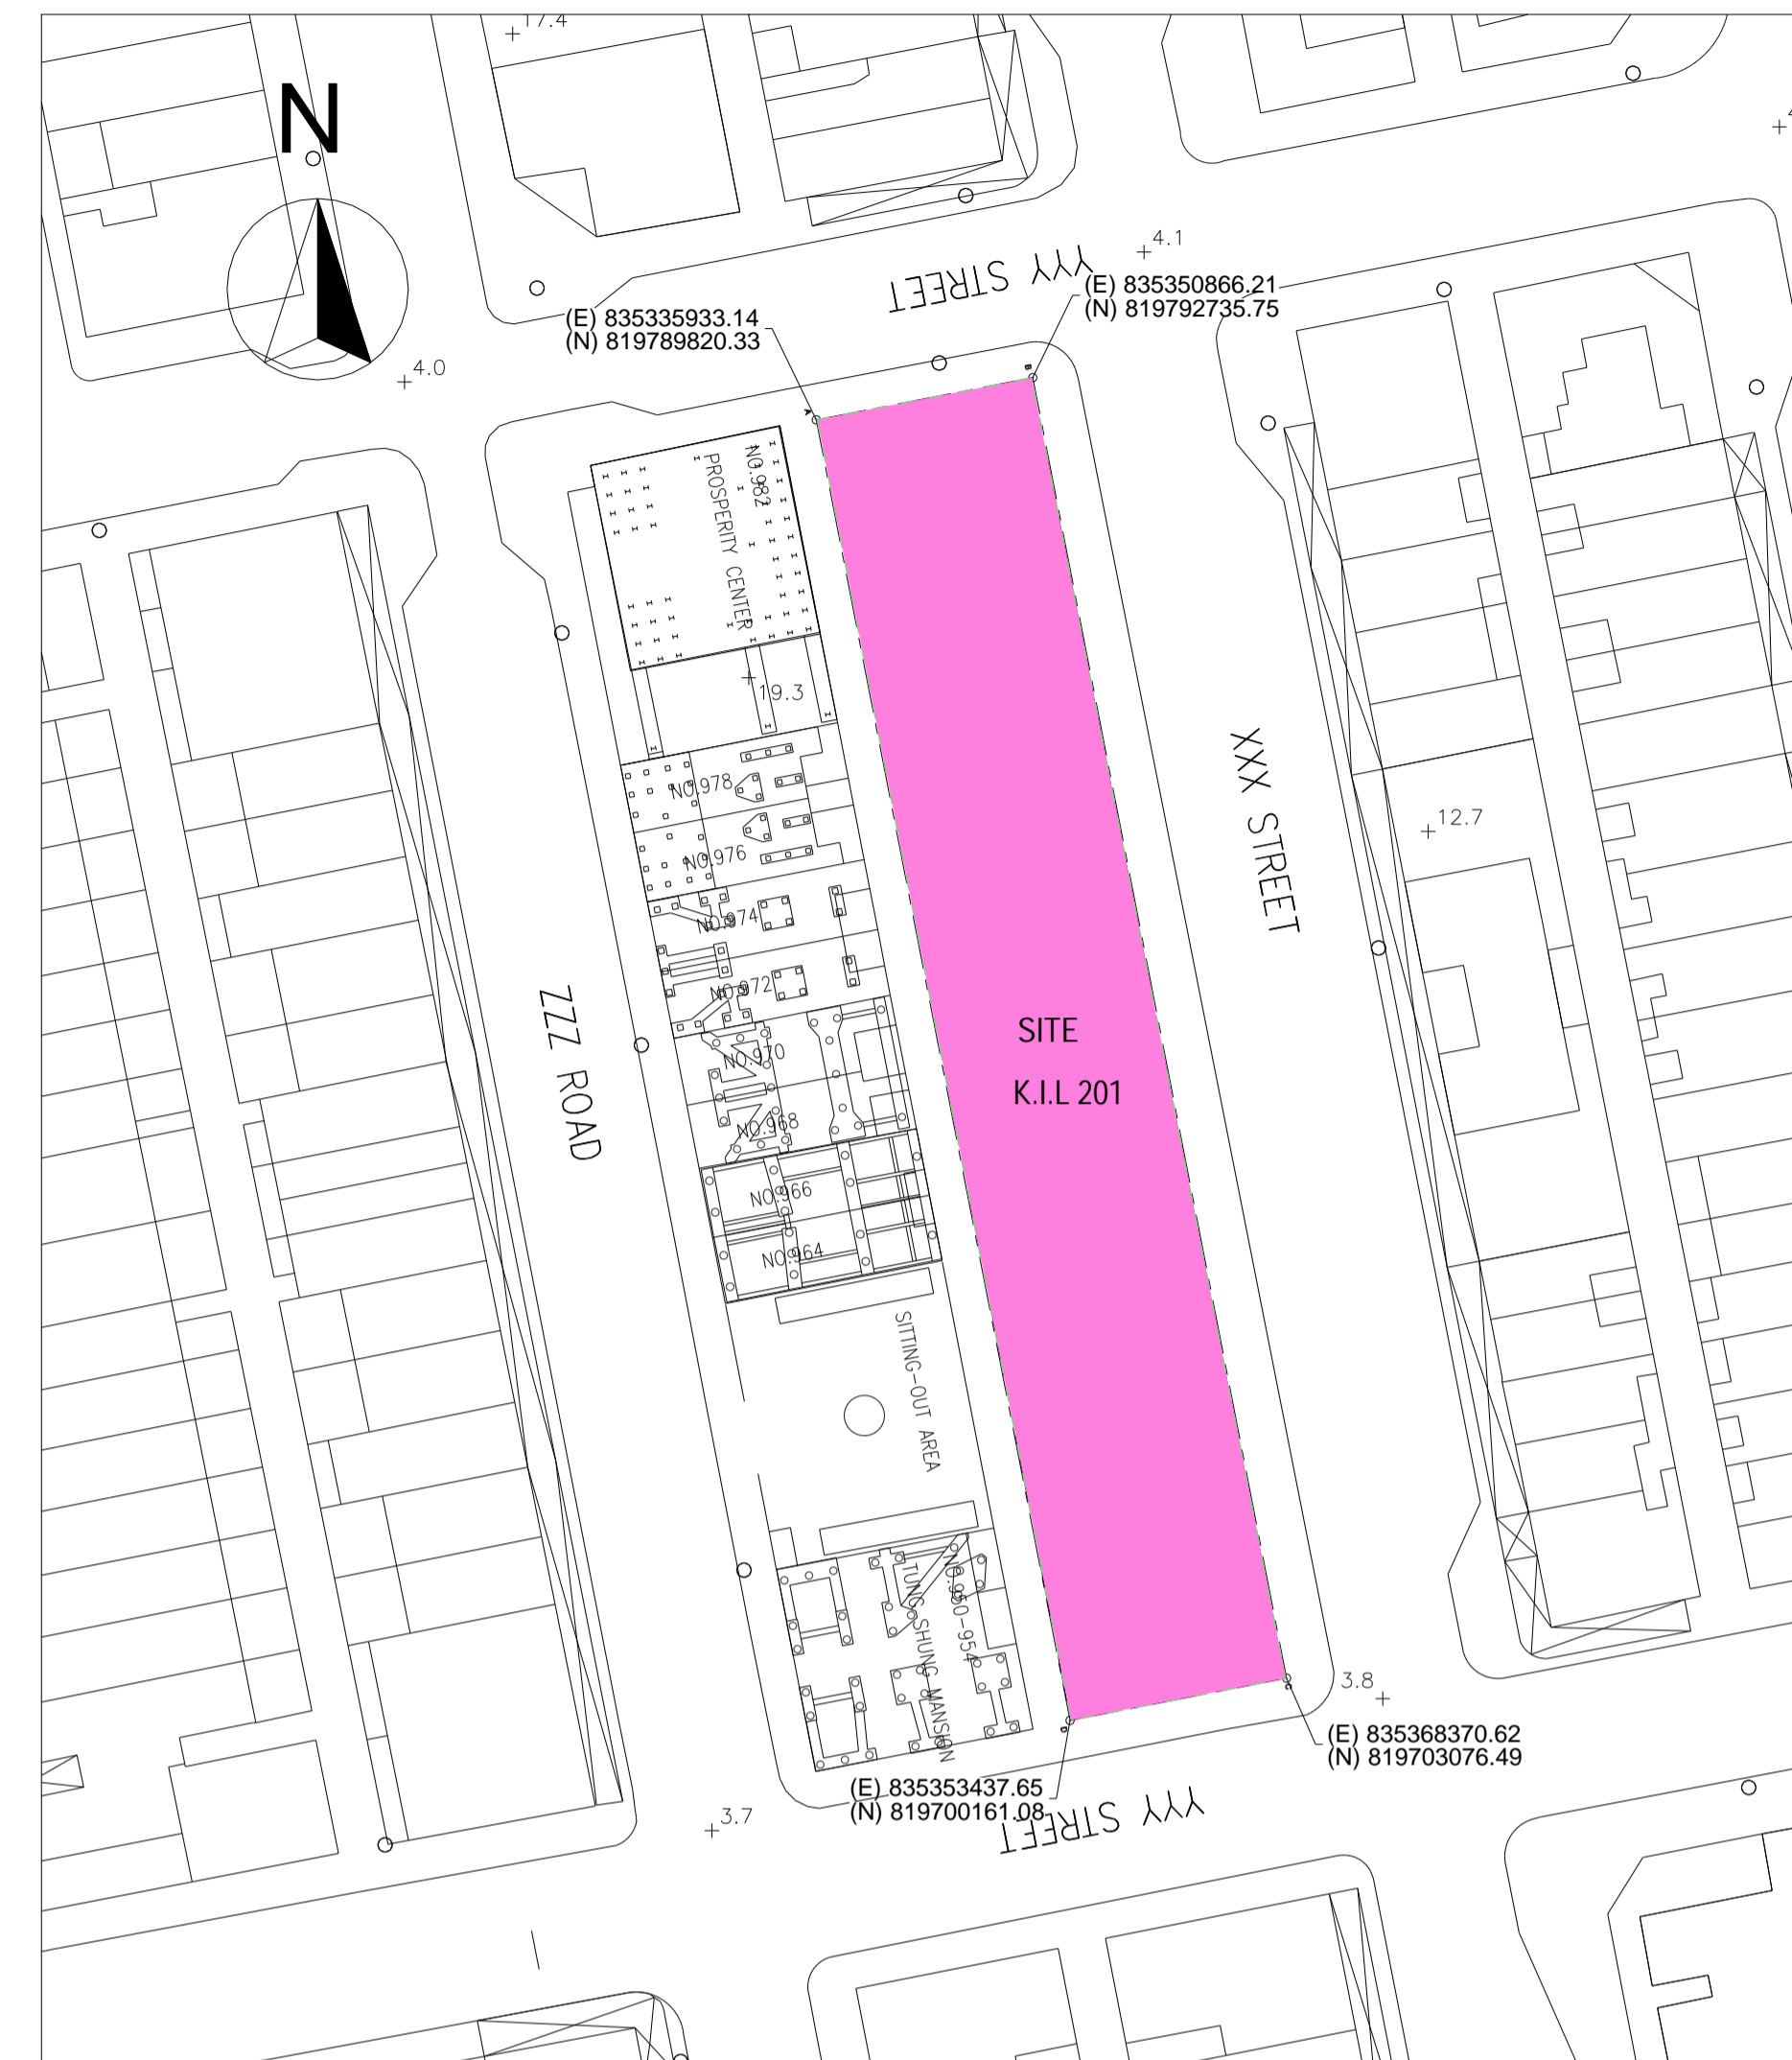 17.4
N
YYY STREET
4.1
(E) 835350866.21
(N) 819792735.75
(E) 835335933.14
(N) 819789820.33
4.0
B
A
NO.982
PROSPERITY CENTER
19.3
XXX STREET
NO.978
12.7
NO.976
NO.974
NO.972
ZZZ ROAD
SITE
K.I.L 201
NO.970
NO.968
NO.966
NO.964
SITTING-OUT AREA
NO.950-954
TUNG SHUNG MANSION
3.8
C
D
(E) 835368370.62
(N) 819703076.49
(E) 835353437.65
(N) 819700161.08
3.7
YYY STREET